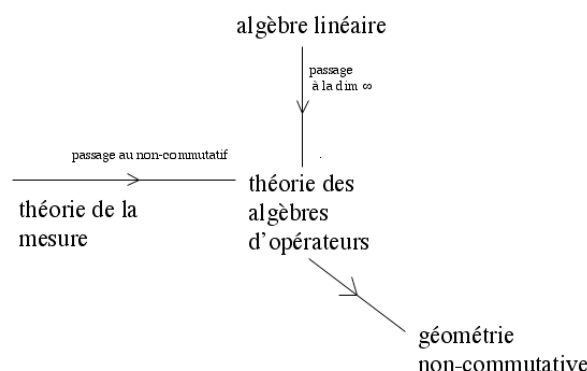 algèbre linéaire
passage
à la dim ∞
passage au non-commutatif
théorie de la
mesure
théorie des
algèbres
d'opérateurs
géométrie
non-commutative